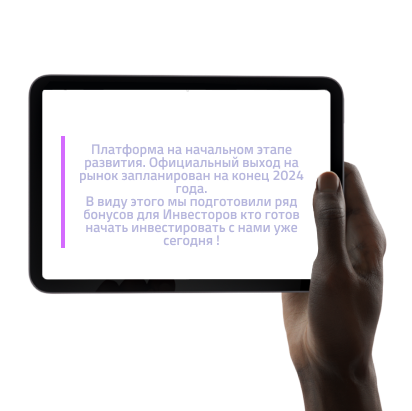 Платформа на начальном этапе
развития. Официальный выход на
рынок запланирован на конец 2024
года.
В виду этого мы подготовили ряд
бонусов для Инвесторов кто готов
начать инвестировать с нами уже
сегодня !